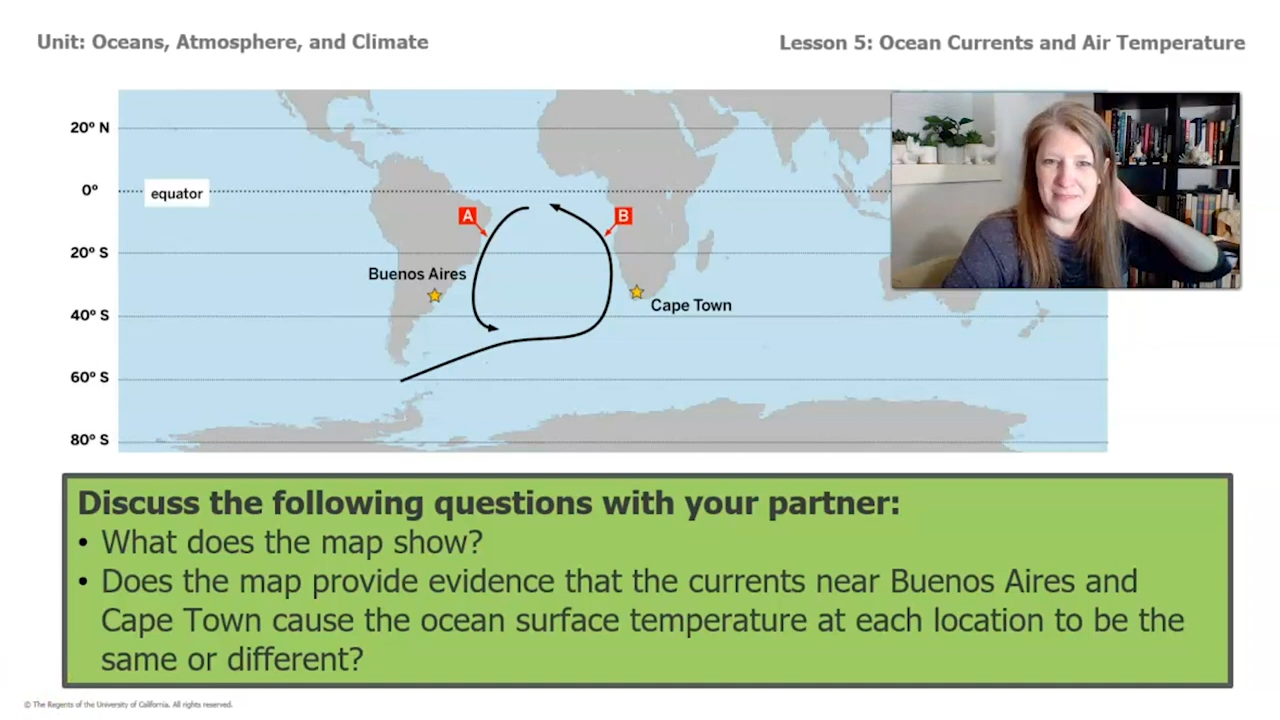 Unit: Oceans, Atmosphere, and Climate
Lesson 5: Ocean Currents and Air Temperature
20º N
0º
equator
A
B
20º S
Buenos Aires
Cape Town
40º S
60º S
80º S
Discuss the following questions with your partner:
• What does the map show?
• Does the map provide evidence that the currents near Buenos Aires and
Cape Town cause the ocean surface temperature at each location to be the
same or different?
© The Regents of the University of California. All rights reserved.